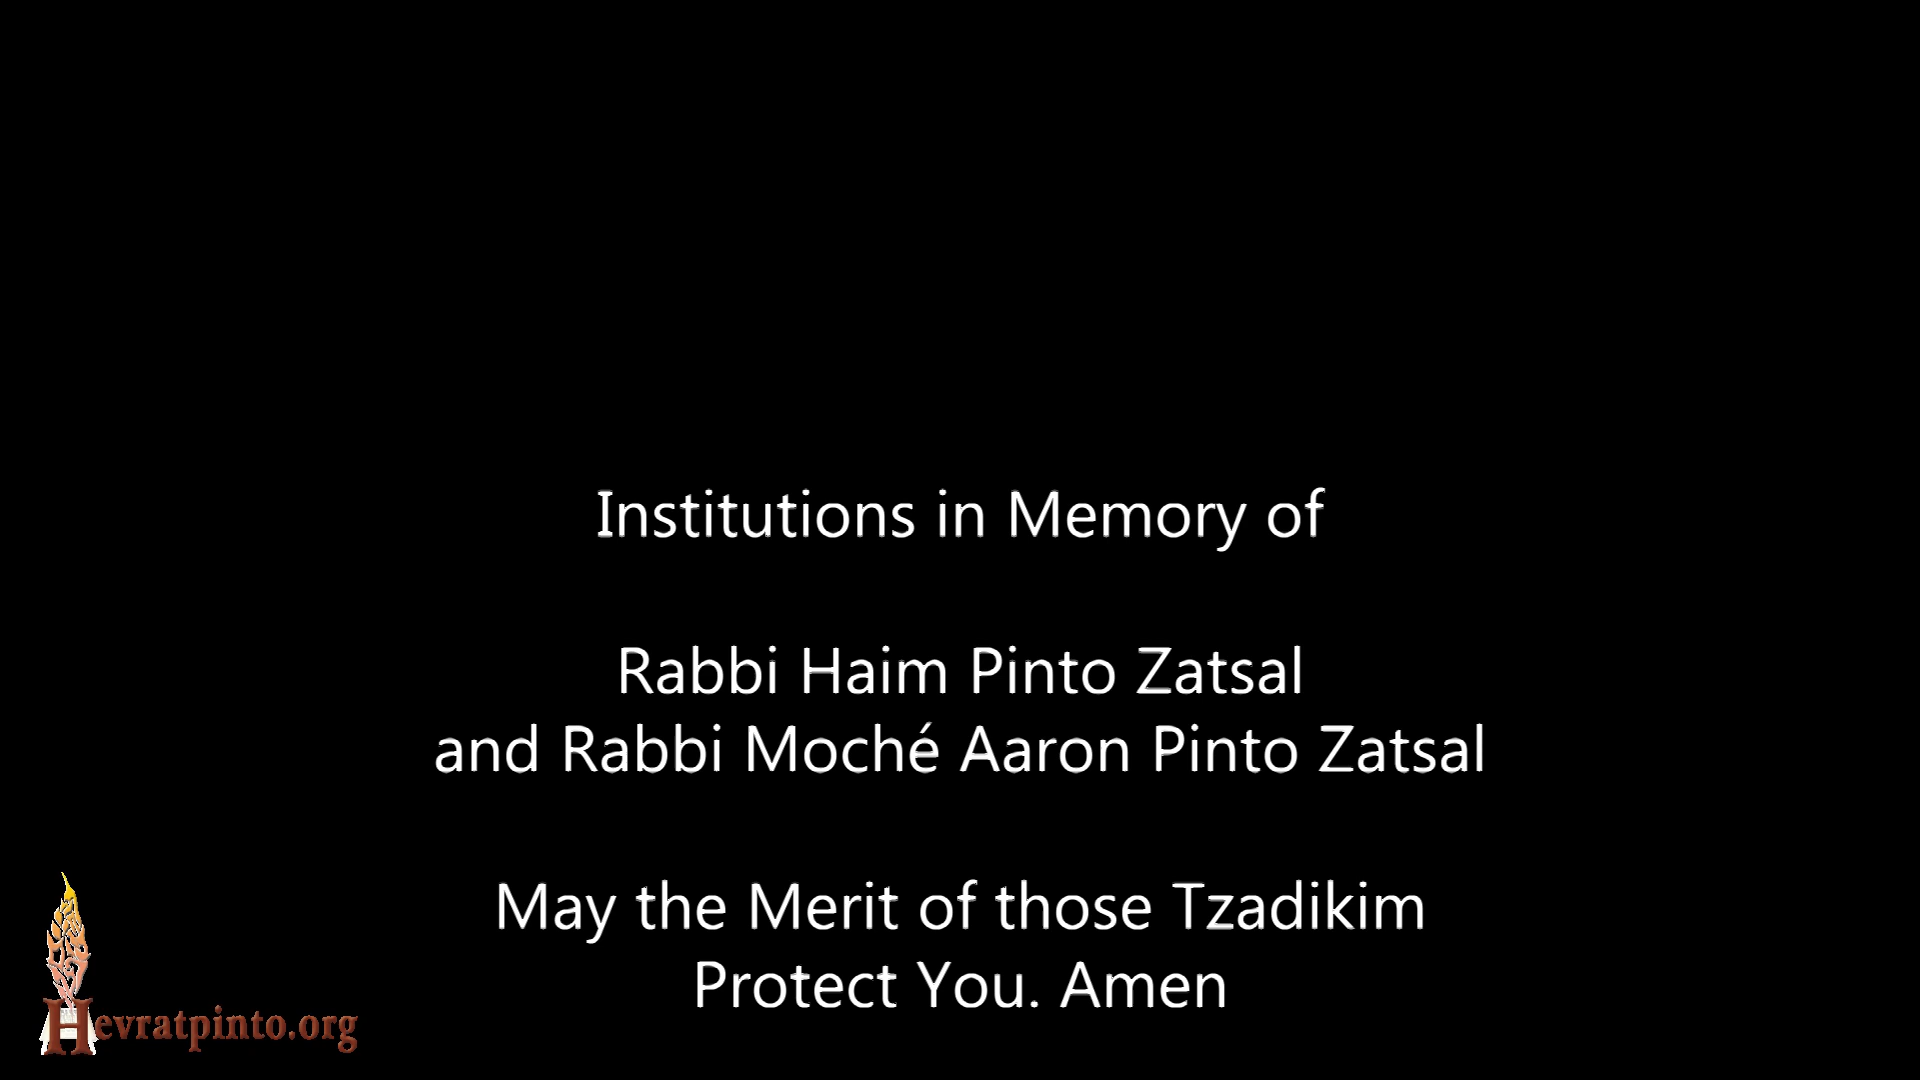 Institutions in Memory of
Rabbi Haim Pinto Zatsal
and Rabbi Moché Aaron Pinto Zatsal
May the Merit of those Tzadikim
Protect You. Amen
Hevratpinto.org